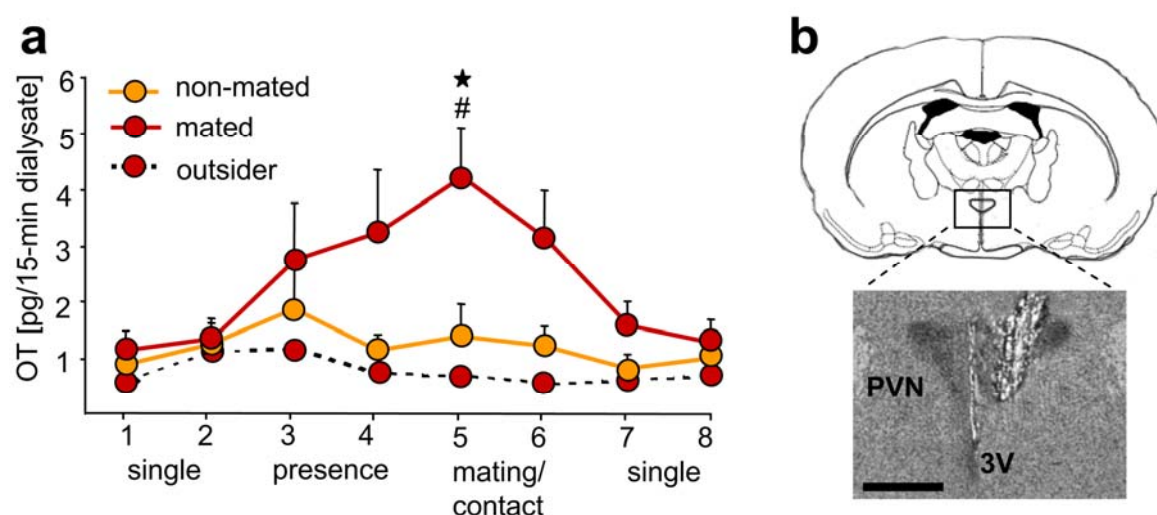 a
OT [pg/15-min dialysate]
6
5
4
3
2
1
non-mated
mated
outsider
★
#
1 2 3 4 5 6 7 8
single presence mating/ single
contact
b
PVN
3V